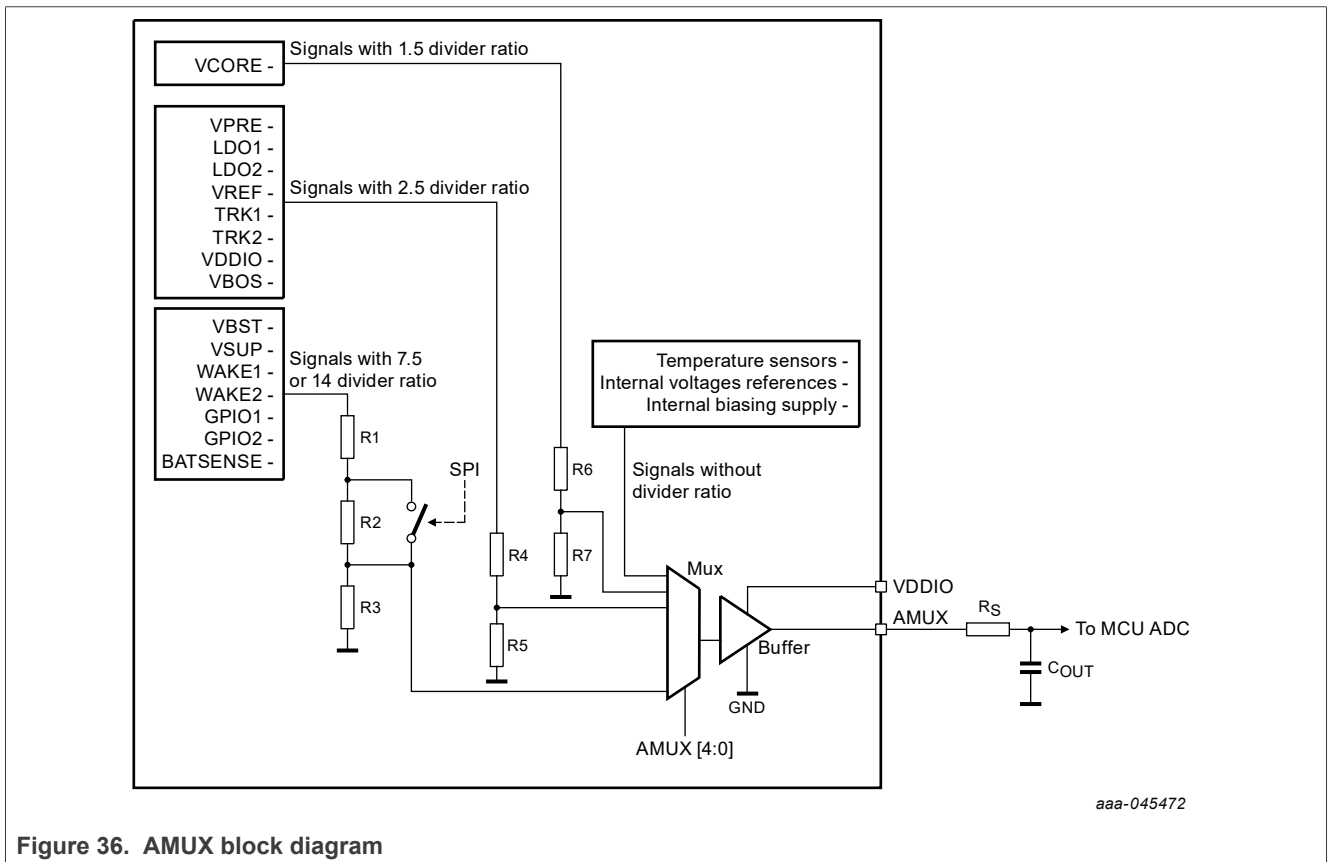 VCORE -
Signals with 1.5 divider ratio
VPRE -
LDO1 -
LDO2 -
VREF -
TRK1 -
TRK2 -
VDDIO -
VBOS -
Signals with 2.5 divider ratio
VBST -
VSUP -
WAKE1 -
WAKE2 -
GPIO1 -
GPIO2 -
BATSENSE -
Signals with 7.5
or 14 divider ratio
Temperature sensors -
Internal voltages references -
Internal biasing supply -
Signals without
divider ratio
R1
R2
R3
SPI
R4
R5
R6
R7
Mux
Buffer
GND
AMUX [4:0]
VDDIO
AMUX
RS
To MCU ADC
COUT
aaa-045472
Figure 36. AMUX block diagram